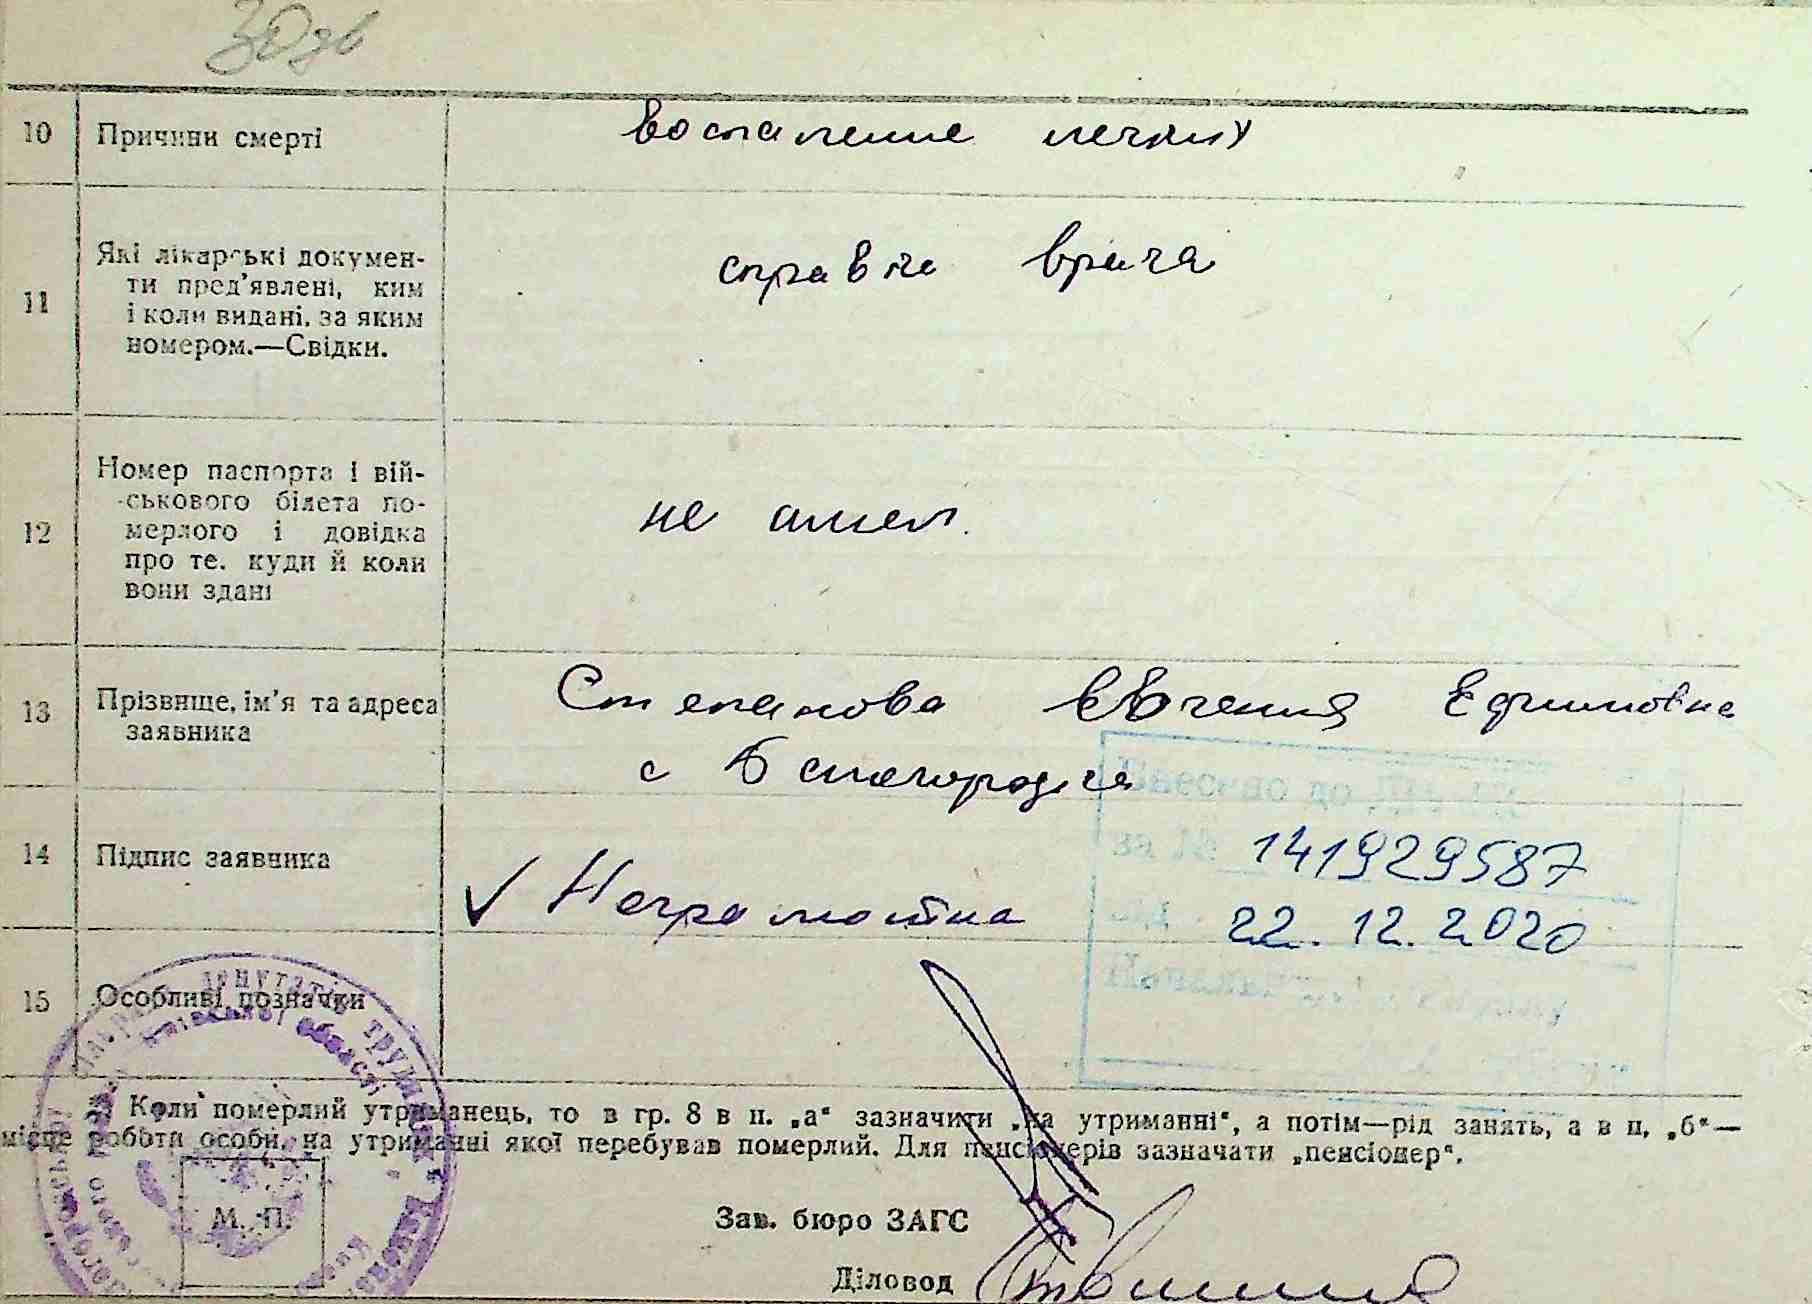 10 Причини смерті Воспаление легких
11 Які лікарські докумен-
ти пред'явлені, ким
і коли видані, за яким
номером.—Свідки.
справка врача
12 Номер паспорта і вій-
ськового білета по-
мерлого і довідка
про те, куди й коли
вони здані
не имел.
13 Прізвище, ім'я та адреса
заявника
Степанова Евгения Ефимовна
с
14 Підпис заявника
✓ Неграмотна
141929587
22.12.2020
15 Особливі позначки
Коли померлий утриманець, то в гр. 8 в п. „а“ зазначити „на утриманні“, а потім—рід занять, а в п. „б“—
місце роботи особи, на утриманні якої перебував померлий. Для пенсіонерів зазначати „пенсіонер“.
М. П.
Зав. бюро ЗАГС
Діловод